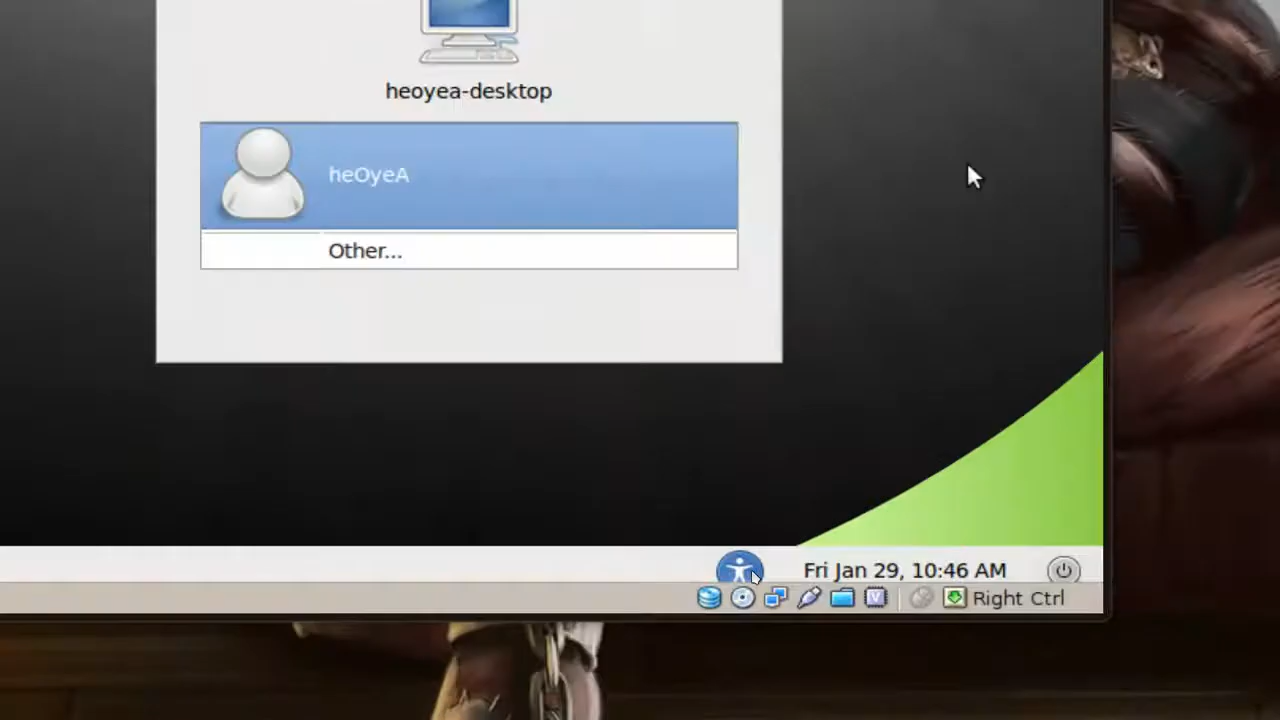 heoyea-desktop
heOyeA
Other...
Fri Jan 29, 10:46 AM
V
Right Ctrl